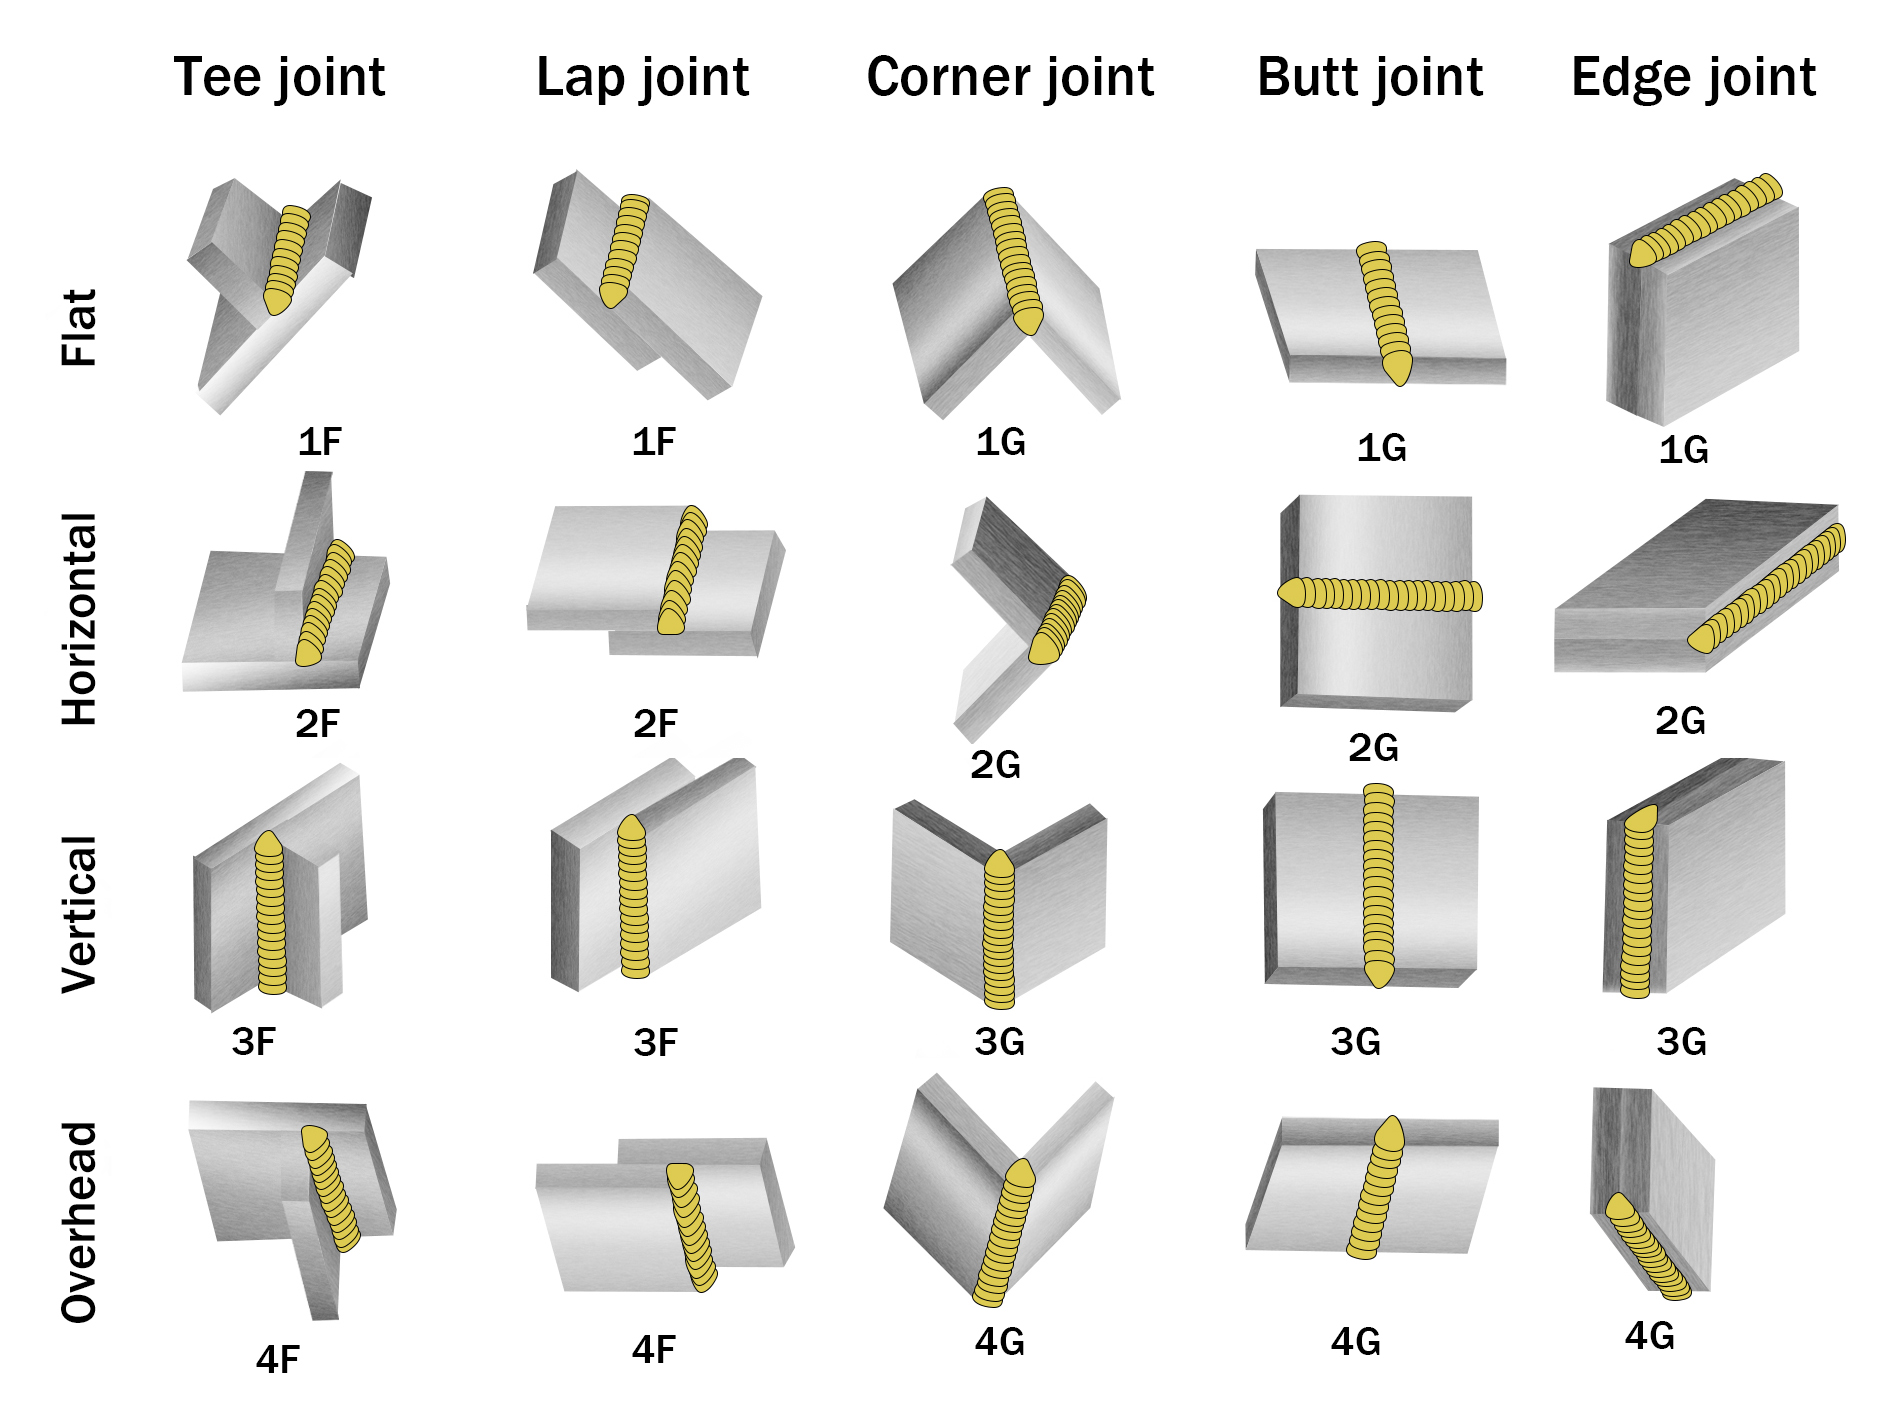 Tee joint
Lap joint
Corner joint
Butt joint
Edge joint
Flat
1F
1F
1G
1G
1G
Horizontal
2F
2F
2G
2G
2G
Vertical
3F
3F
3G
3G
3G
Overhead
4F
4F
4G
4G
4G